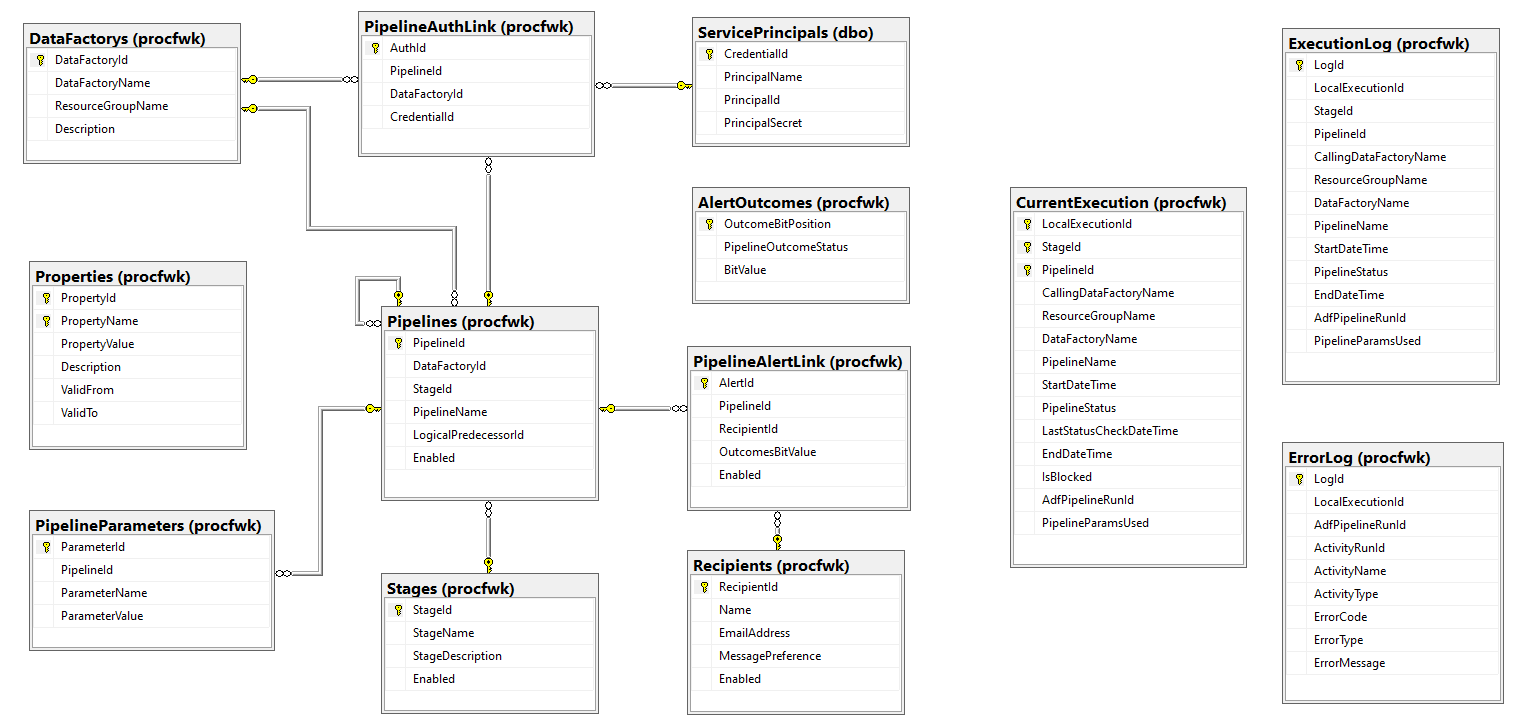 DataFactorys (procfwk)
DataFactoryId
DataFactoryName
ResourceGroupName
Description
PipelineAuthLink (procfwk)
AuthId
PipelineId
DataFactoryId
CredentialId
ServicePrincipals (dbo)
CredentialId
PrincipalName
PrincipalId
PrincipalSecret
ExecutionLog (procfwk)
LogId
LocalExecutionId
StageId
PipelineId
CallingDataFactoryName
ResourceGroupName
DataFactoryName
PipelineName
StartDateTime
PipelineStatus
EndDateTime
AdfPipelineRunId
PipelineParamsUsed
AlertOutcomes (procfwk)
OutcomeBitPosition
PipelineOutcomeStatus
BitValue
CurrentExecution (procfwk)
LocalExecutionId
StageId
PipelineId
CallingDataFactoryName
ResourceGroupName
DataFactoryName
PipelineName
StartDateTime
PipelineStatus
LastStatusCheckDateTime
EndDateTime
IsBlocked
AdfPipelineRunId
PipelineParamsUsed
Properties (procfwk)
PropertyId
PropertyName
PropertyValue
Description
ValidFrom
ValidTo
Pipelines (procfwk)
PipelineId
DataFactoryId
StageId
PipelineName
LogicalPredecessorId
Enabled
PipelineAlertLink (procfwk)
AlertId
PipelineId
RecipientId
OutcomesBitValue
Enabled
ErrorLog (procfwk)
LogId
LocalExecutionId
AdfPipelineRunId
ActivityRunId
ActivityName
ActivityType
ErrorCode
ErrorType
ErrorMessage
PipelineParameters (procfwk)
ParameterId
PipelineId
ParameterName
ParameterValue
Stages (procfwk)
StageId
StageName
StageDescription
Enabled
Recipients (procfwk)
RecipientId
Name
EmailAddress
MessagePreference
Enabled